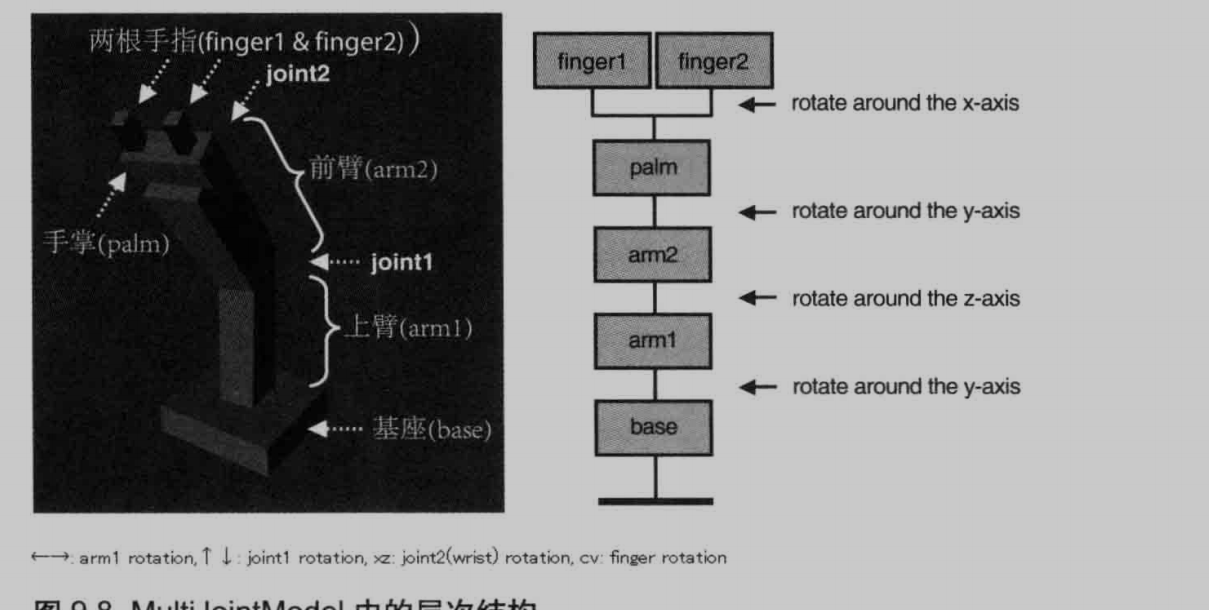 两根手指(finger1 & finger2) )
joint2
前臂(arm2)
手掌(palm)
joint1
上臂(arm1)
基座(base)
finger1
finger2
rotate around the x-axis
palm
rotate around the y-axis
arm2
rotate around the z-axis
arm1
rotate around the y-axis
base
←→: arm1 rotation,↑ ↓: joint1 rotation, xz: joint2(wrist) rotation, cv: finger rotation
图 9.8 MultiJointModel 中的层次结构